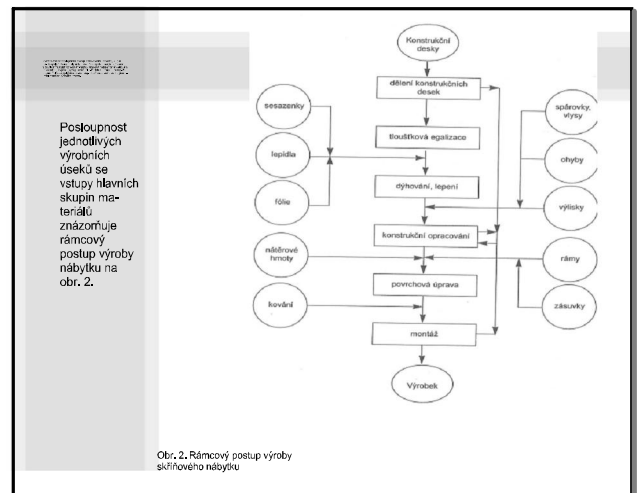 Posloupnost
jednotlivých
výrobních
úseků se
vstupy hlavních
skupin ma-
teriálů
znázorňuje
rámcový
postup výroby
nábytku na
obr. 2.
Konstrukční
desky
dělení konstrukčních
desek
sesazenky
spárovky,
vlysy
tloušťková egalizace
lepidla
ohyby
dýhování, lepení
fólie
výlisky
konstrukční opracování
nátěrové
hmoty
rámy
povrchová úprava
kování
zásuvky
montáž
Výrobek
Obr. 2. Rámcový postup výroby
skříňového nábytku